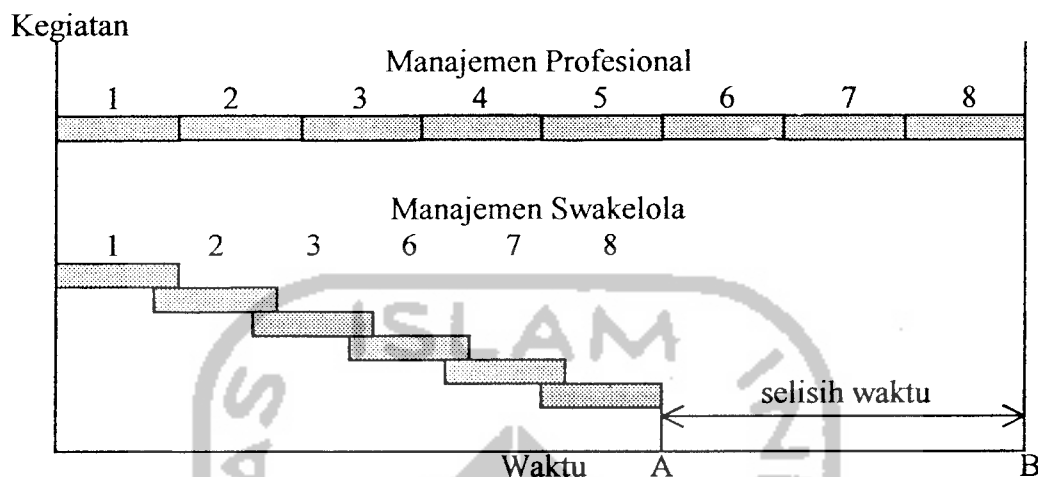 Kegiatan
Manajemen Profesional
1 2 3 4 5 6 7 8
Manajemen Swakelola
1 2 3 6 7 8
ISLAM
selisih waktu
Waktu A B